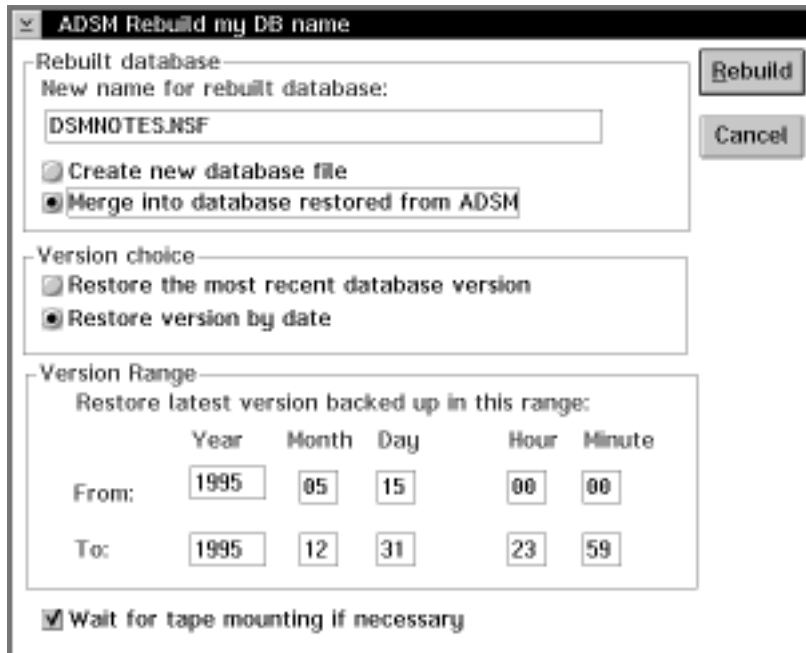 ADSM Rebuild my DB name
Rebuilt database
New name for rebuilt database:
DSMNOTES.NSF
Create new database file
Merge into database restored from ADSM
Rebuild
Cancel
Version choice
Restore the most recent database version
Restore version by date
Version Range
Restore latest version backed up in this range:
Year Month Day Hour Minute
From: 1995 05 15 00 00
To: 1995 12 31 23 59
Wait for tape mounting if necessary